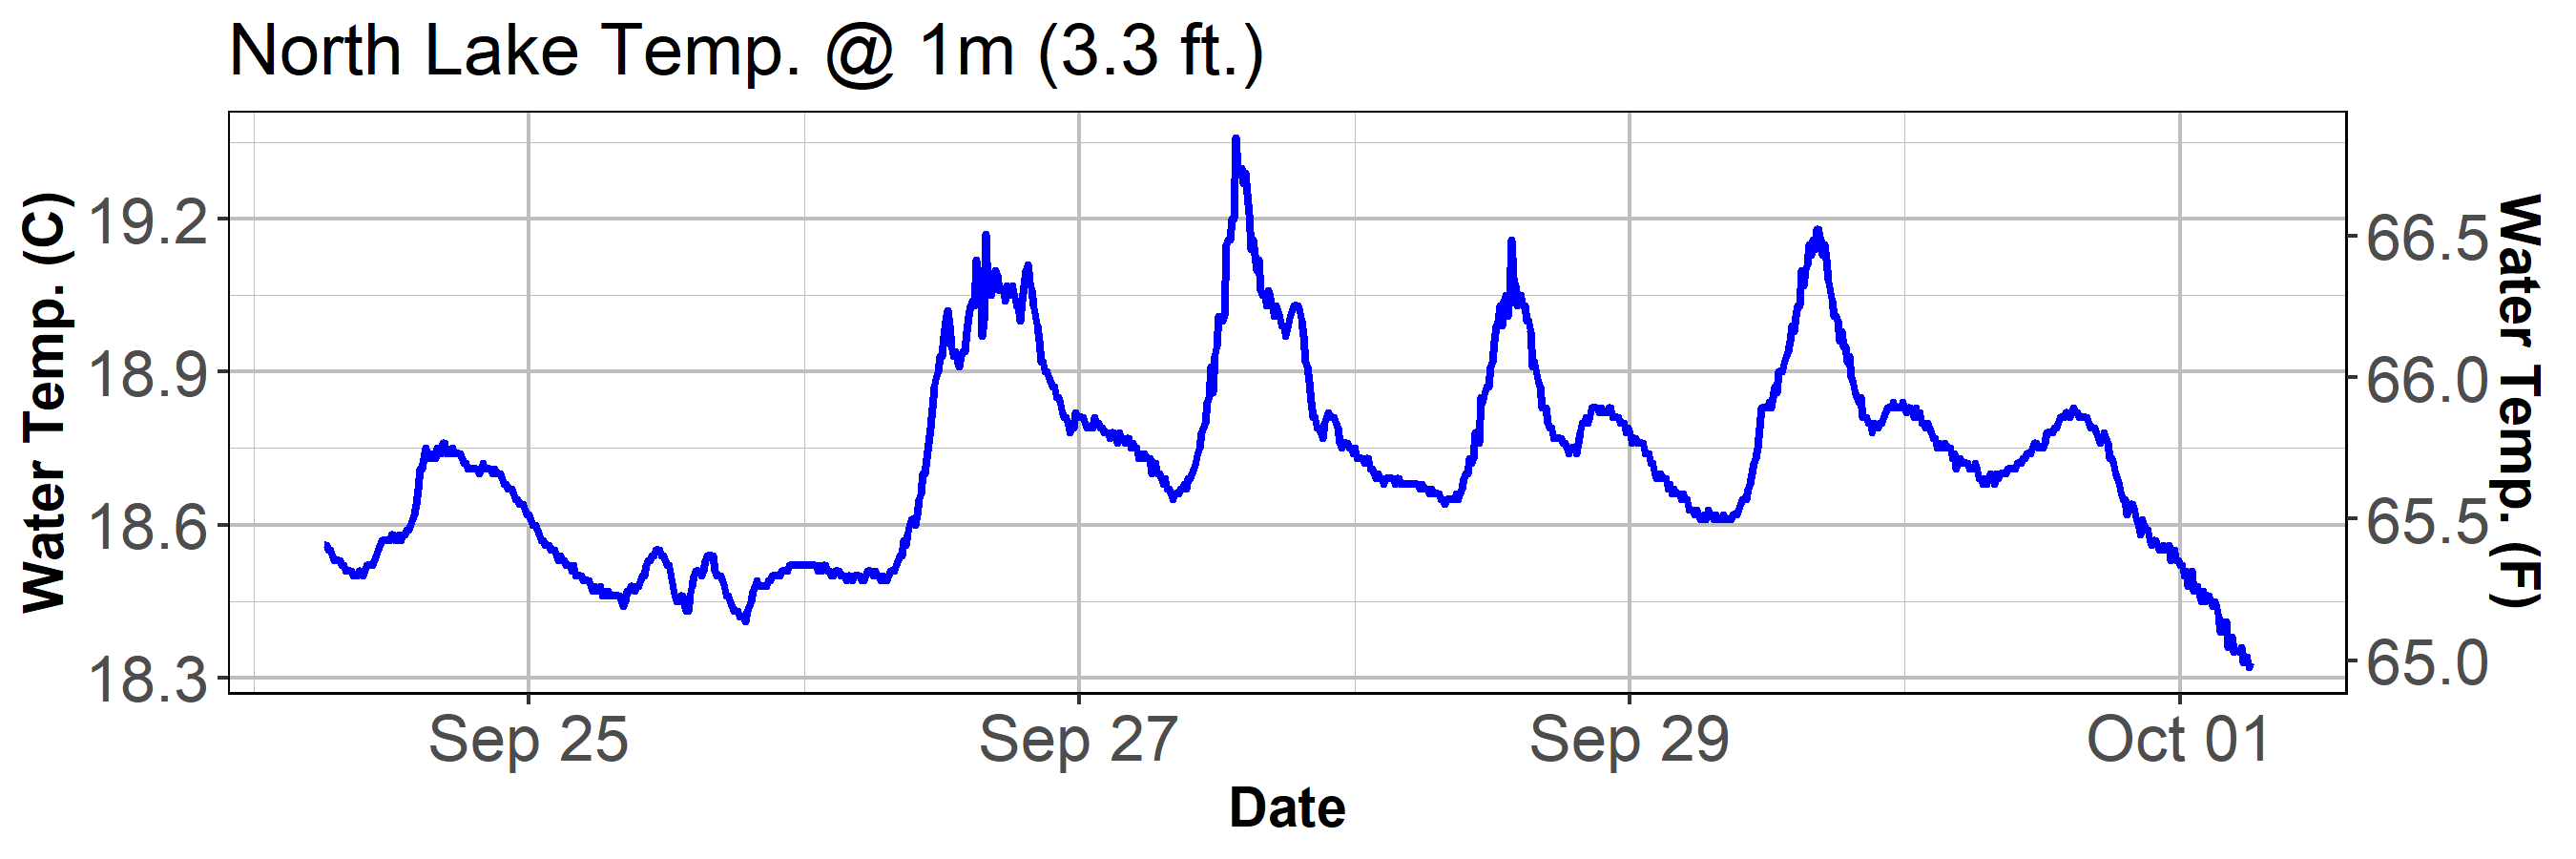 North Lake Temp. @ 1m (3.3 ft.)
Water Temp. (C)
19.2
18.9
18.6
18.3
66.5
66.0
65.5
65.0
Water Temp. (F)
Sep 25 Sep 27 Sep 29 Oct 01
Date